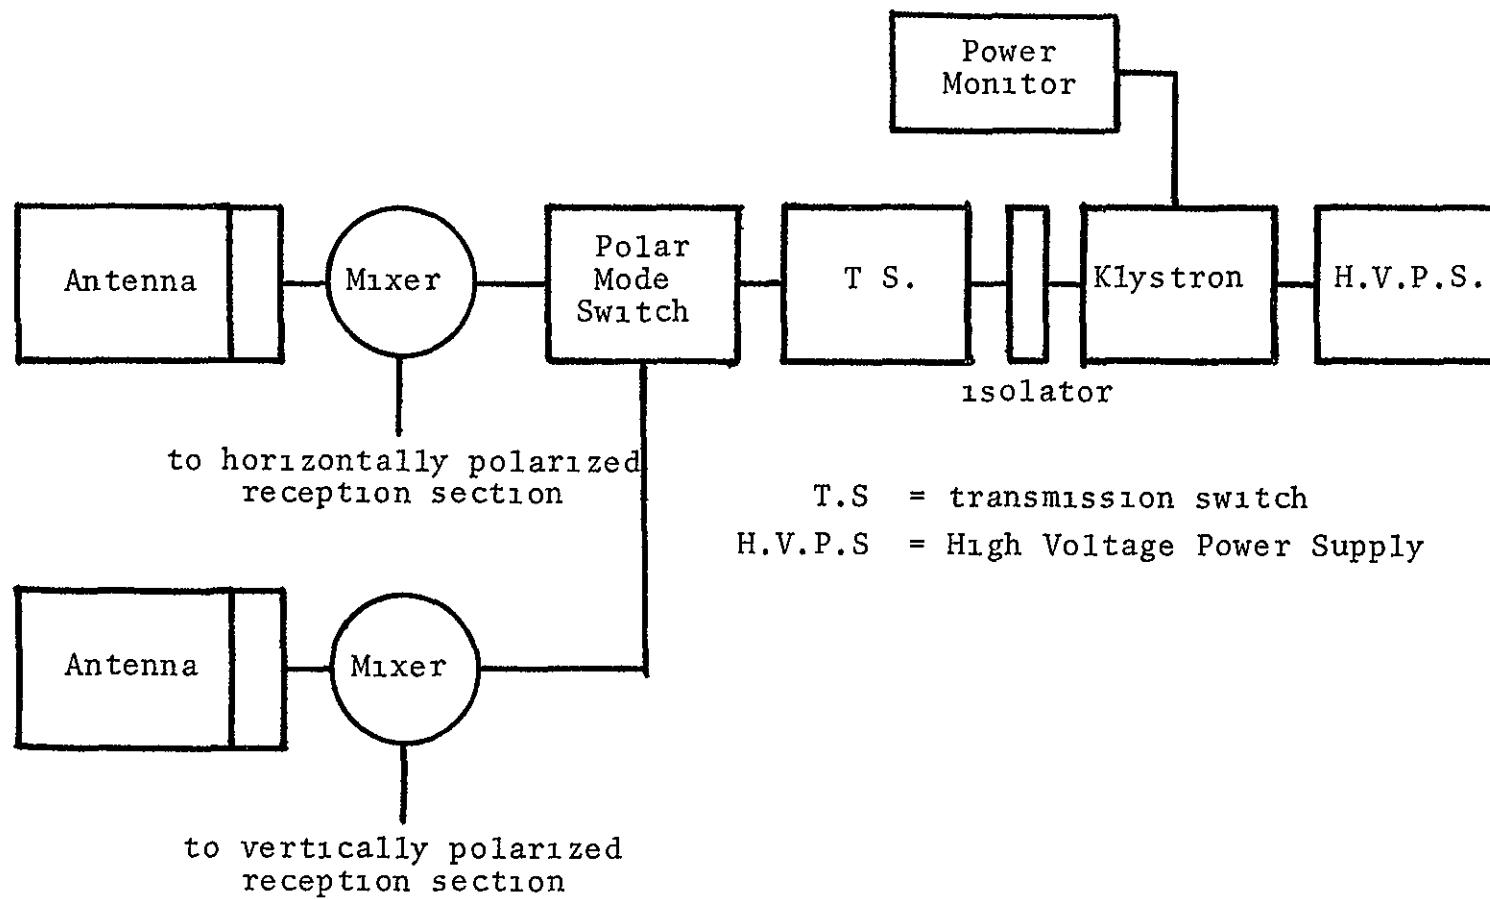 Power
Monitor
Antenna
Mixer
Polar
Mode
Switch
T S.
Klystron
H.V.P.S.
isolator
to horizontally polarized
reception section
T.S = transmission switch
H.V.P.S = High Voltage Power Supply
Antenna
Mixer
to vertically polarized
reception section